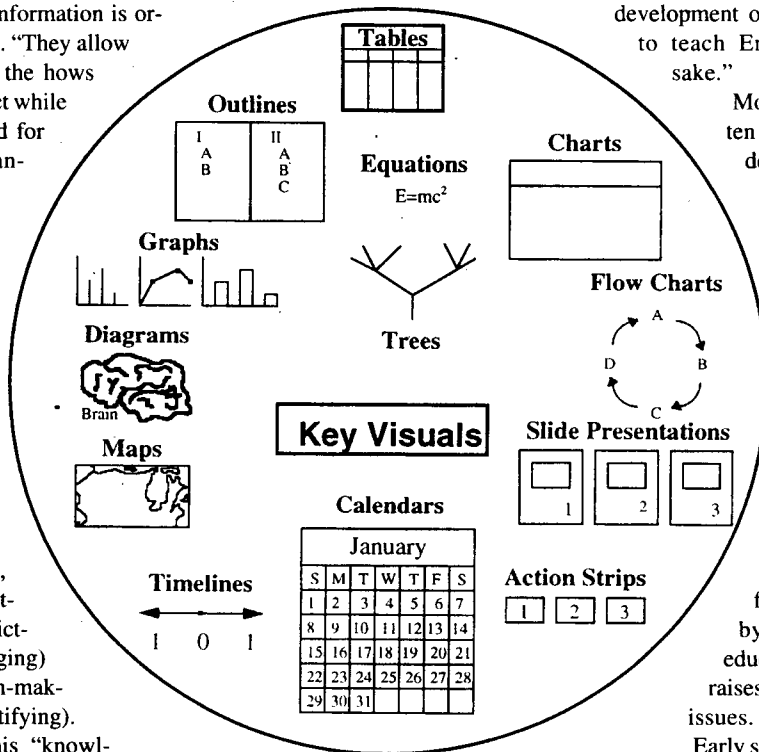 nformation is or-
. “They allow
the hows
ct while
d for
an-
development o
to teach En
sake.”
Mo
ten
de
Tables
Outlines
I
A
B
II
A
B
C
Equations
E=mc²
Charts
Graphs
Trees
Flow Charts
A
B
C
D
Diagrams
Brain
Maps
Key Visuals
Slide Presentations
1 2 3
Calendars
January
S M T W T F S
1 2 3 4 5 6 7
8 9 10 11 12 13 14
15 16 17 18 19 20 21
22 23 24 25 26 27 28
29 30 31
Timelines
1 0 1
Action Strips
1 2 3
,
t-
ict-
ging)
n-mak-
tifying).
his “knowl-
f
by
edu
raises
issues.
Early s